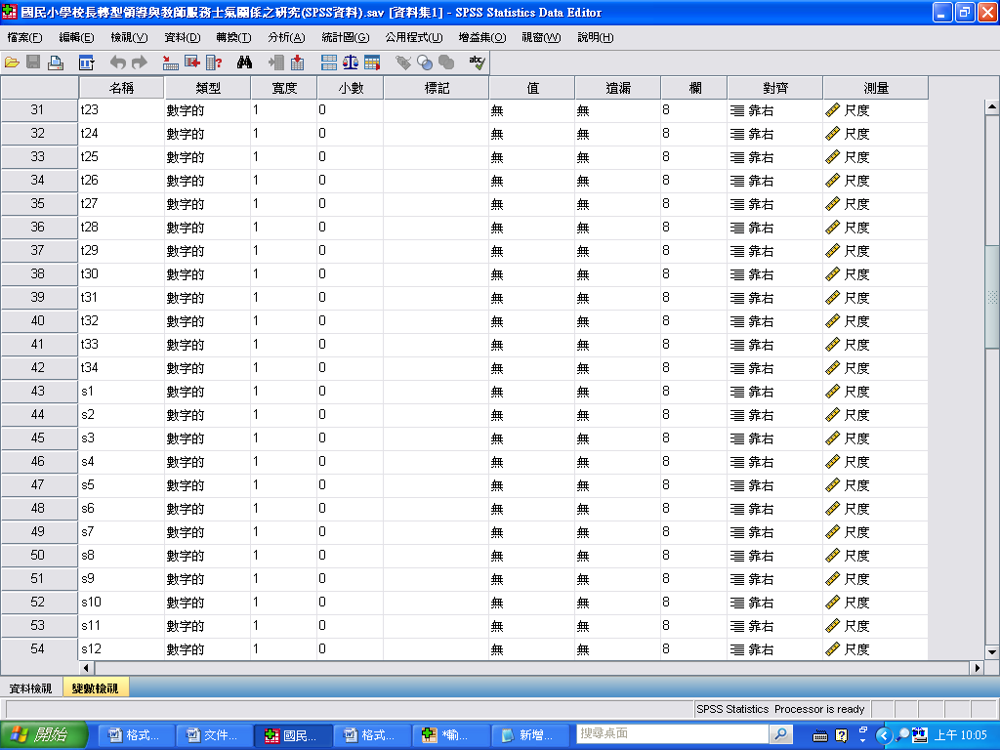 國民小學校長轉型領導與教師服務士氣關係之研究(SPSS資料).sav [資料集1] - SPSS Statistics Data Editor
檔案(F) 編輯(E) 檢視(V) 資料(D) 轉換(T) 分析(A) 統計圖(G) 公用程式(U) 增益集(O) 視窗(W) 說明(H)
名稱 類型 寬度 小數 標記 值 遺漏 欄 對齊 測量
31 t23 數字的 1 0 無 無 8 靠右 尺度
32 t24 數字的 1 0 無 無 8 靠右 尺度
33 t25 數字的 1 0 無 無 8 靠右 尺度
34 t26 數字的 1 0 無 無 8 靠右 尺度
35 t27 數字的 1 0 無 無 8 靠右 尺度
36 t28 數字的 1 0 無 無 8 靠右 尺度
37 t29 數字的 1 0 無 無 8 靠右 尺度
38 t30 數字的 1 0 無 無 8 靠右 尺度
39 t31 數字的 1 0 無 無 8 靠右 尺度
40 t32 數字的 1 0 無 無 8 靠右 尺度
41 t33 數字的 1 0 無 無 8 靠右 尺度
42 t34 數字的 1 0 無 無 8 靠右 尺度
43 s1 數字的 1 0 無 無 8 靠右 尺度
44 s2 數字的 1 0 無 無 8 靠右 尺度
45 s3 數字的 1 0 無 無 8 靠右 尺度
46 s4 數字的 1 0 無 無 8 靠右 尺度
47 s5 數字的 1 0 無 無 8 靠右 尺度
48 s6 數字的 1 0 無 無 8 靠右 尺度
49 s7 數字的 1 0 無 無 8 靠右 尺度
50 s8 數字的 1 0 無 無 8 靠右 尺度
51 s9 數字的 1 0 無 無 8 靠右 尺度
52 s10 數字的 1 0 無 無 8 靠右 尺度
53 s11 數字的 1 0 無 無 8 靠右 尺度
54 s12 數字的 1 0 無 無 8 靠右 尺度
資料檢視 變數檢視
SPSS Statistics Processor is ready
開始 格式... 文件... 國民... 格式... *輸... 新增... 搜尋桌面 上午 10:05